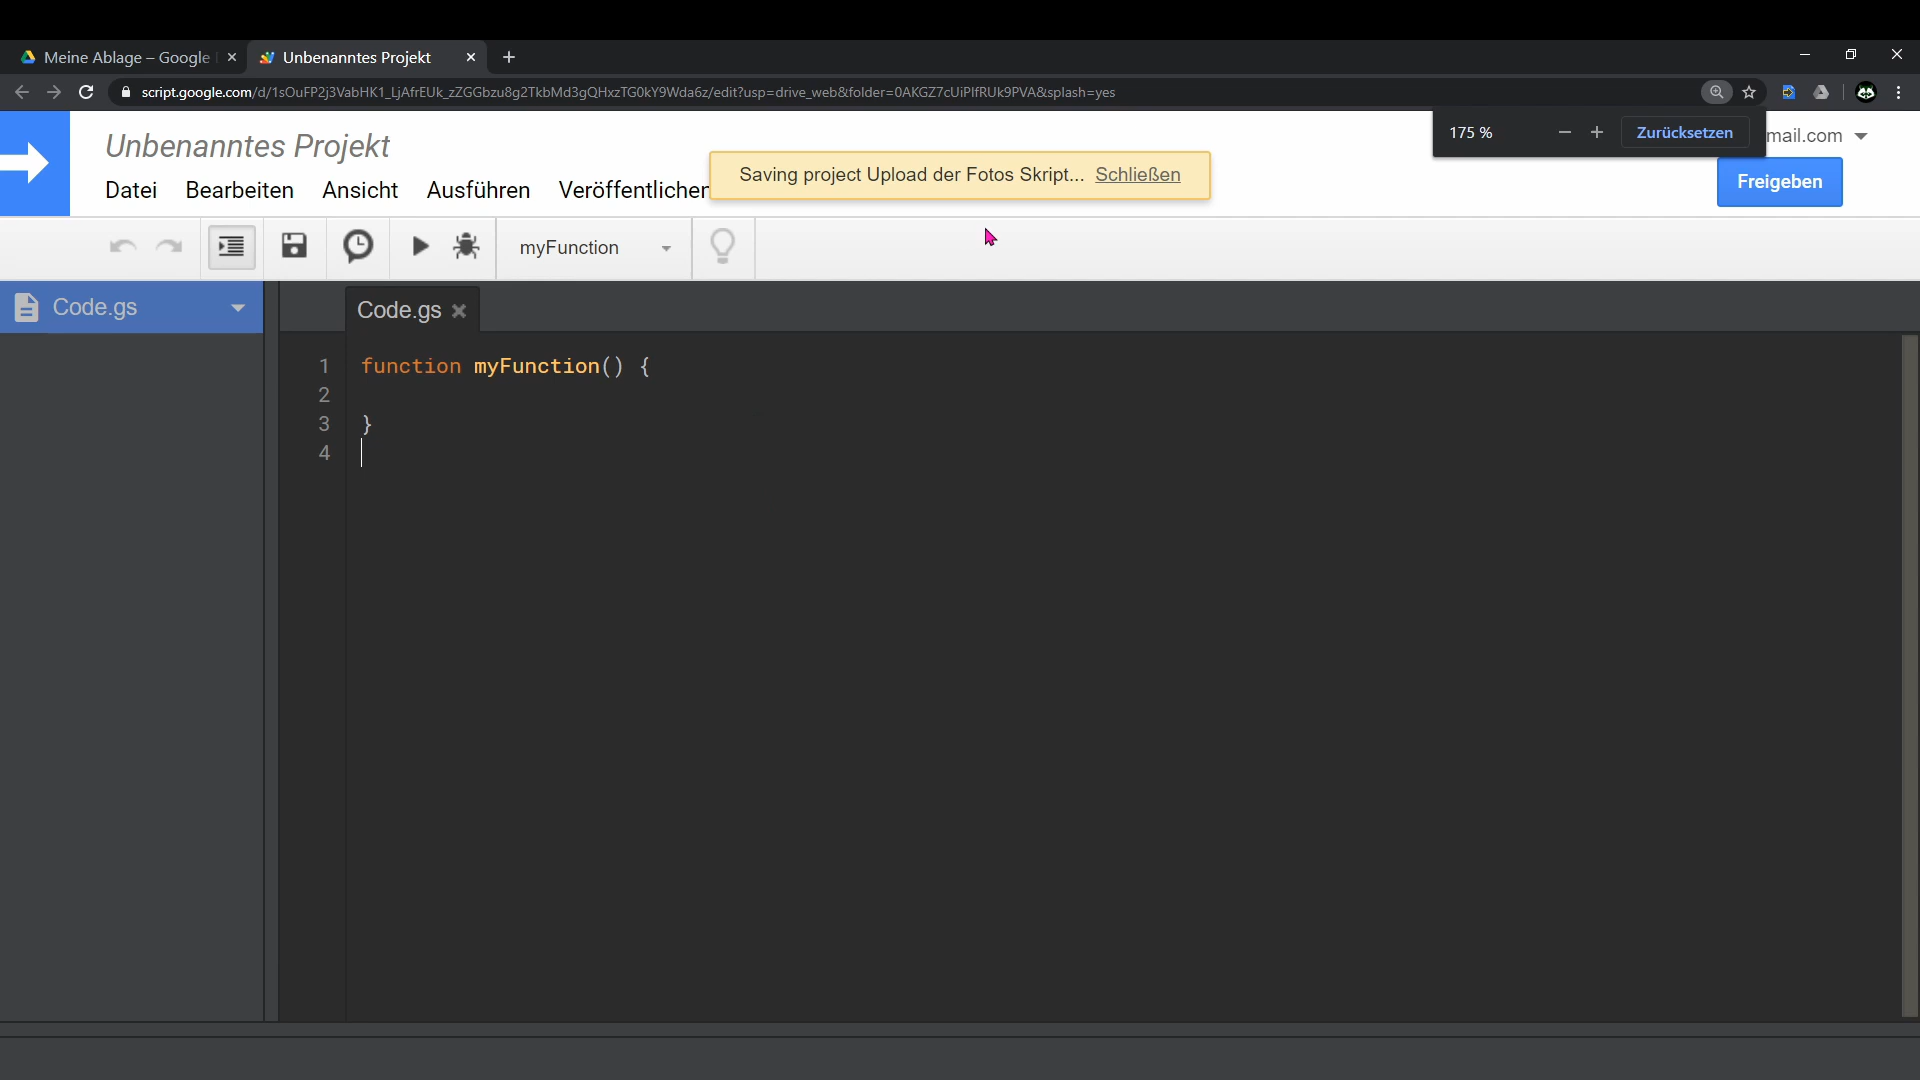 Meine Ablage – Google
Unbenanntes Projekt
script.google.com/d/1sOuFP2j3VabHK1_LjAfrEUk_zZGGbzu8g2TkbMd3gQHxzTG0kY9Wda6z/edit?usp=drive_web&folder=0AKGZ7cUiPlfRUk9PVA&splash=yes
175 %
Zurücksetzen
mail.com
Unbenanntes Projekt
Saving project Upload der Fotos Skript... Schließen
Freigeben
Datei Bearbeiten Ansicht Ausführen Veröffentlichen
myFunction
Code.gs
Code.gs
1 function myFunction() {
2
3 }
4